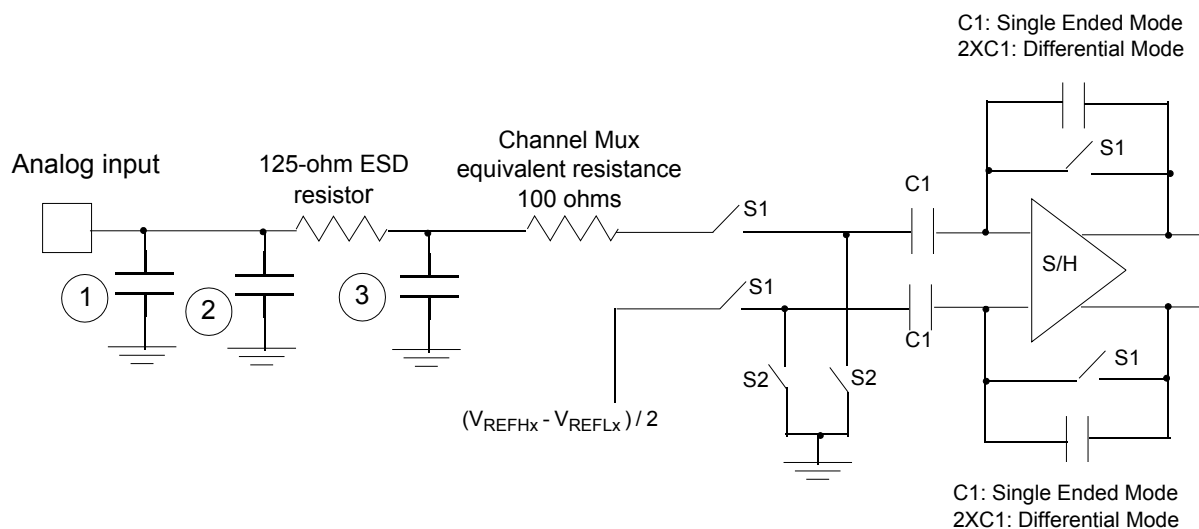 C1: Single Ended Mode
2XC1: Differential Mode
Analog input
125-ohm ESD
resistor
Channel Mux
equivalent resistance
100 ohms
S1
C1
S1
S/H
1
2
3
S1
C1
S2
S2
S1
(VREFHx - VREFLx) / 2
C1: Single Ended Mode
2XC1: Differential Mode